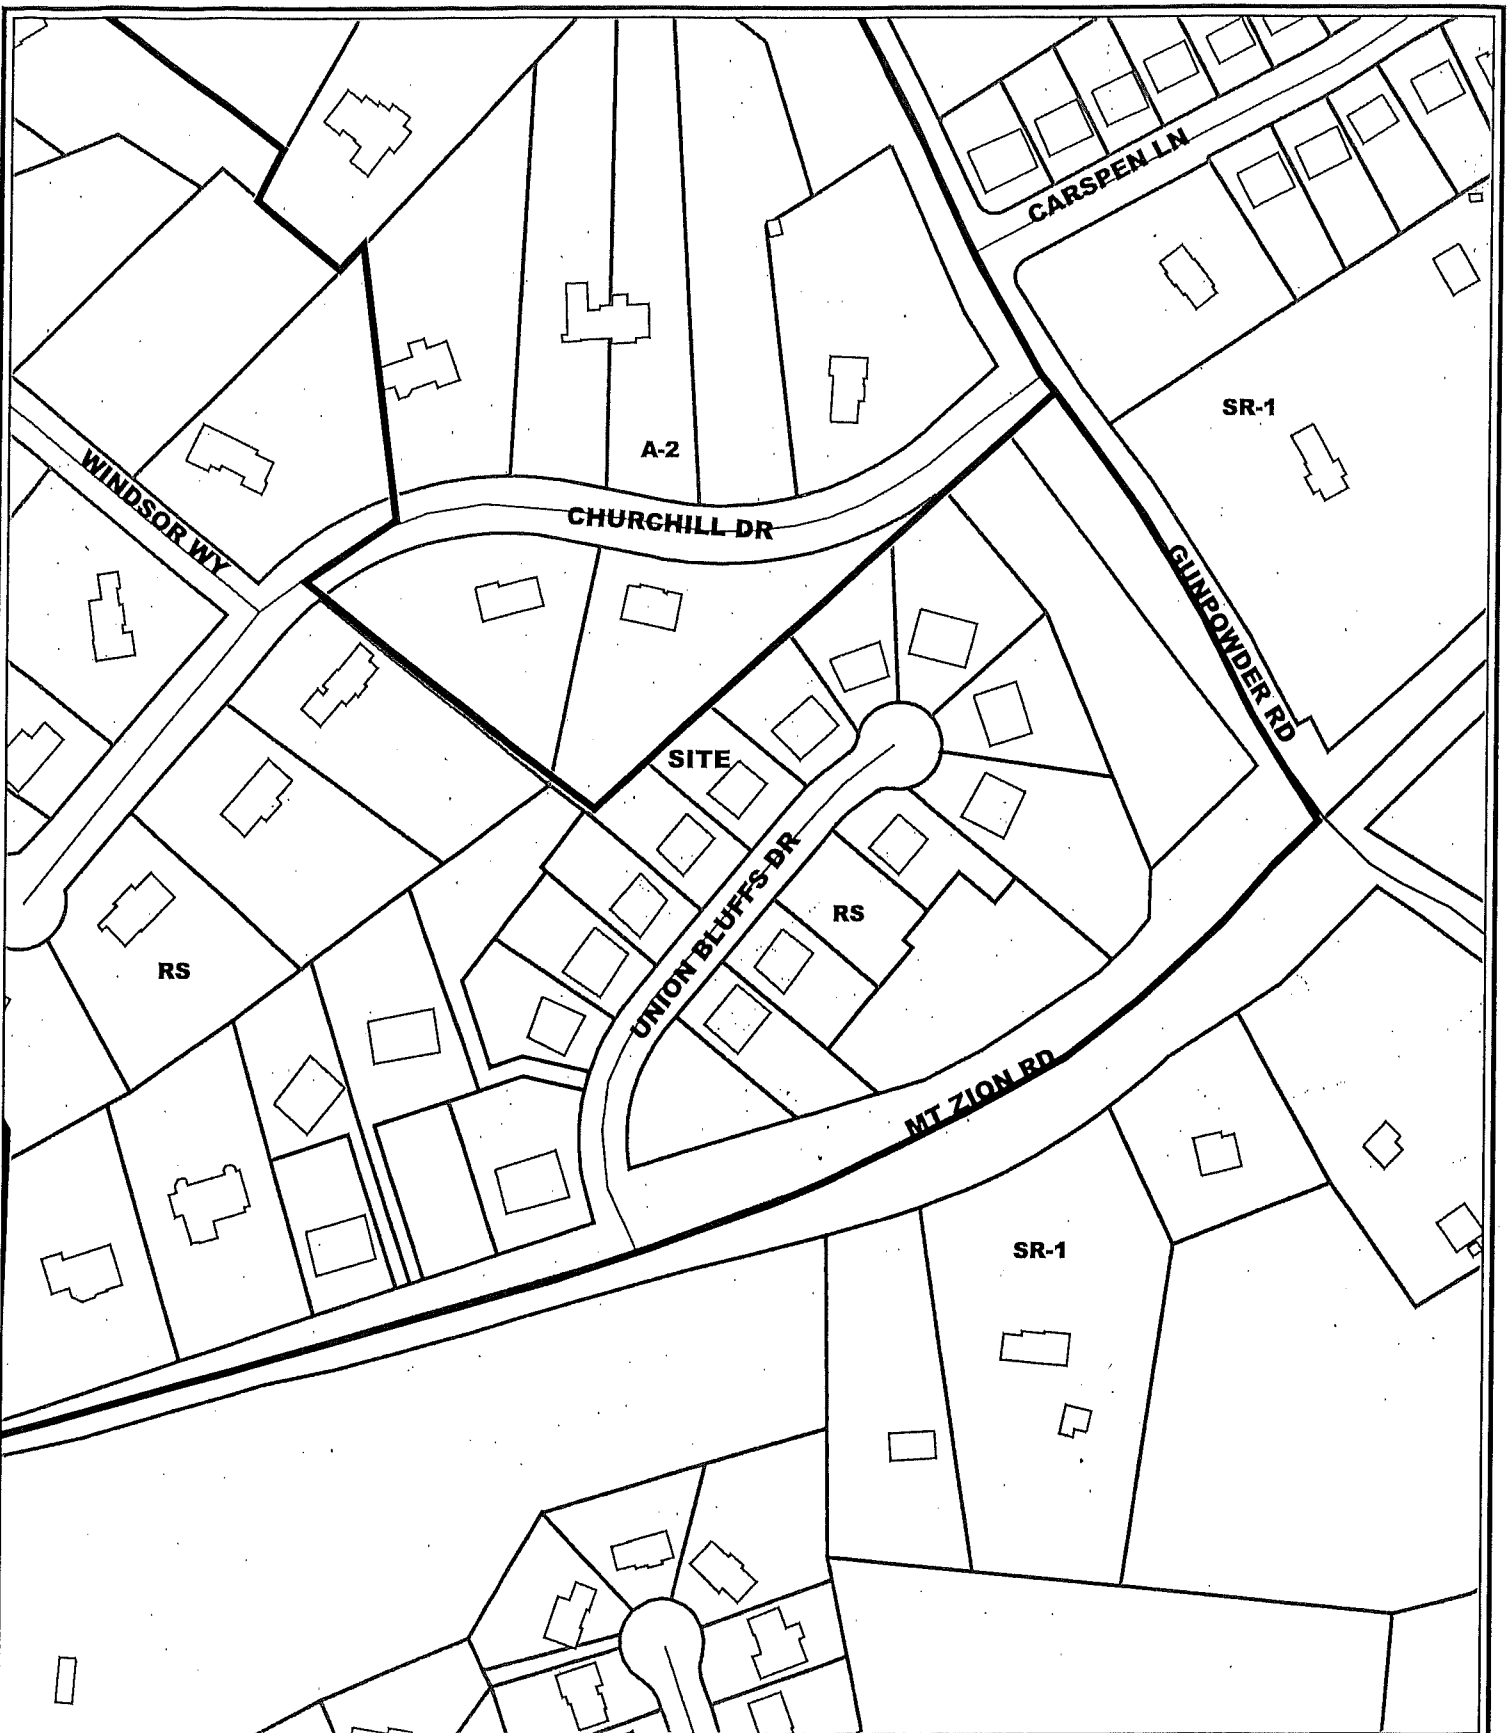 CARSPEN LN
SR-1
A-2
WINDSOR WY
CHURCHILL DR
GUNPOWDER RD
SITE
UNION BLUFFS DR
RS
RS
MT ZION RD
SR-1